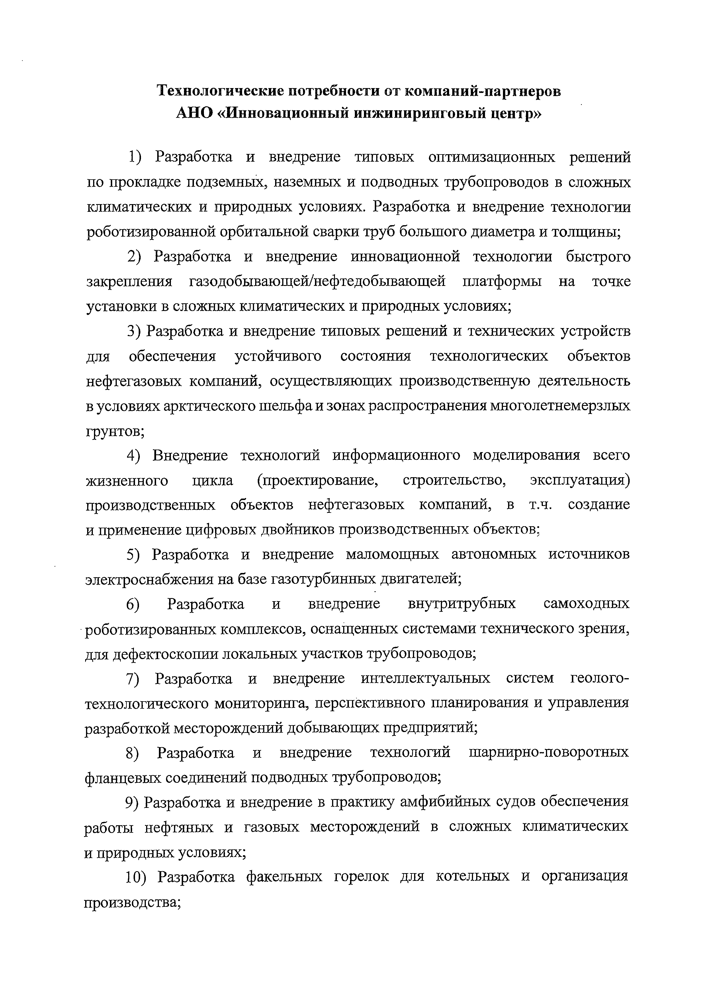 Технологические потребности от компаний-партнеров
АНО «Инновационный инжиниринговый центр»
1) Разработка и внедрение типовых оптимизационных решений
по прокладке подземных, наземных и подводных трубопроводов в сложных
климатических и природных условиях. Разработка и внедрение технологии
роботизированной орбитальной сварки труб большого диаметра и толщины;
2) Разработка и внедрение инновационной технологии быстрого
закрепления газодобывающей/нефтедобывающей платформы на точке
установки в сложных климатических и природных условиях;
3) Разработка и внедрение типовых решений и технических устройств
для обеспечения устойчивого состояния технологических объектов
нефтегазовых компаний, осуществляющих производственную деятельность
в условиях арктического шельфа и зонах распространения многолетнемерзлых
грунтов;
4) Внедрение технологий информационного моделирования всего
жизненного цикла (проектирование, строительство, эксплуатация)
производственных объектов нефтегазовых компаний, в т.ч. создание
и применение цифровых двойников производственных объектов;
5) Разработка и внедрение маломощных автономных источников
электроснабжения на базе газотурбинных двигателей;
6) Разработка и внедрение внутритрубных самоходных
роботизированных комплексов, оснащенных системами технического зрения,
для дефектоскопии локальных участков трубопроводов;
7) Разработка и внедрение интеллектуальных систем геолого-
технологического мониторинга, перспективного планирования и управления
разработкой месторождений добывающих предприятий;
8) Разработка и внедрение технологий шарнирно-поворотных
фланцевых соединений подводных трубопроводов;
9) Разработка и внедрение в практику амфибийных судов обеспечения
работы нефтяных и газовых месторождений в сложных климатических
и природных условиях;
10) Разработка факельных горелок для котельных и организация
производства;